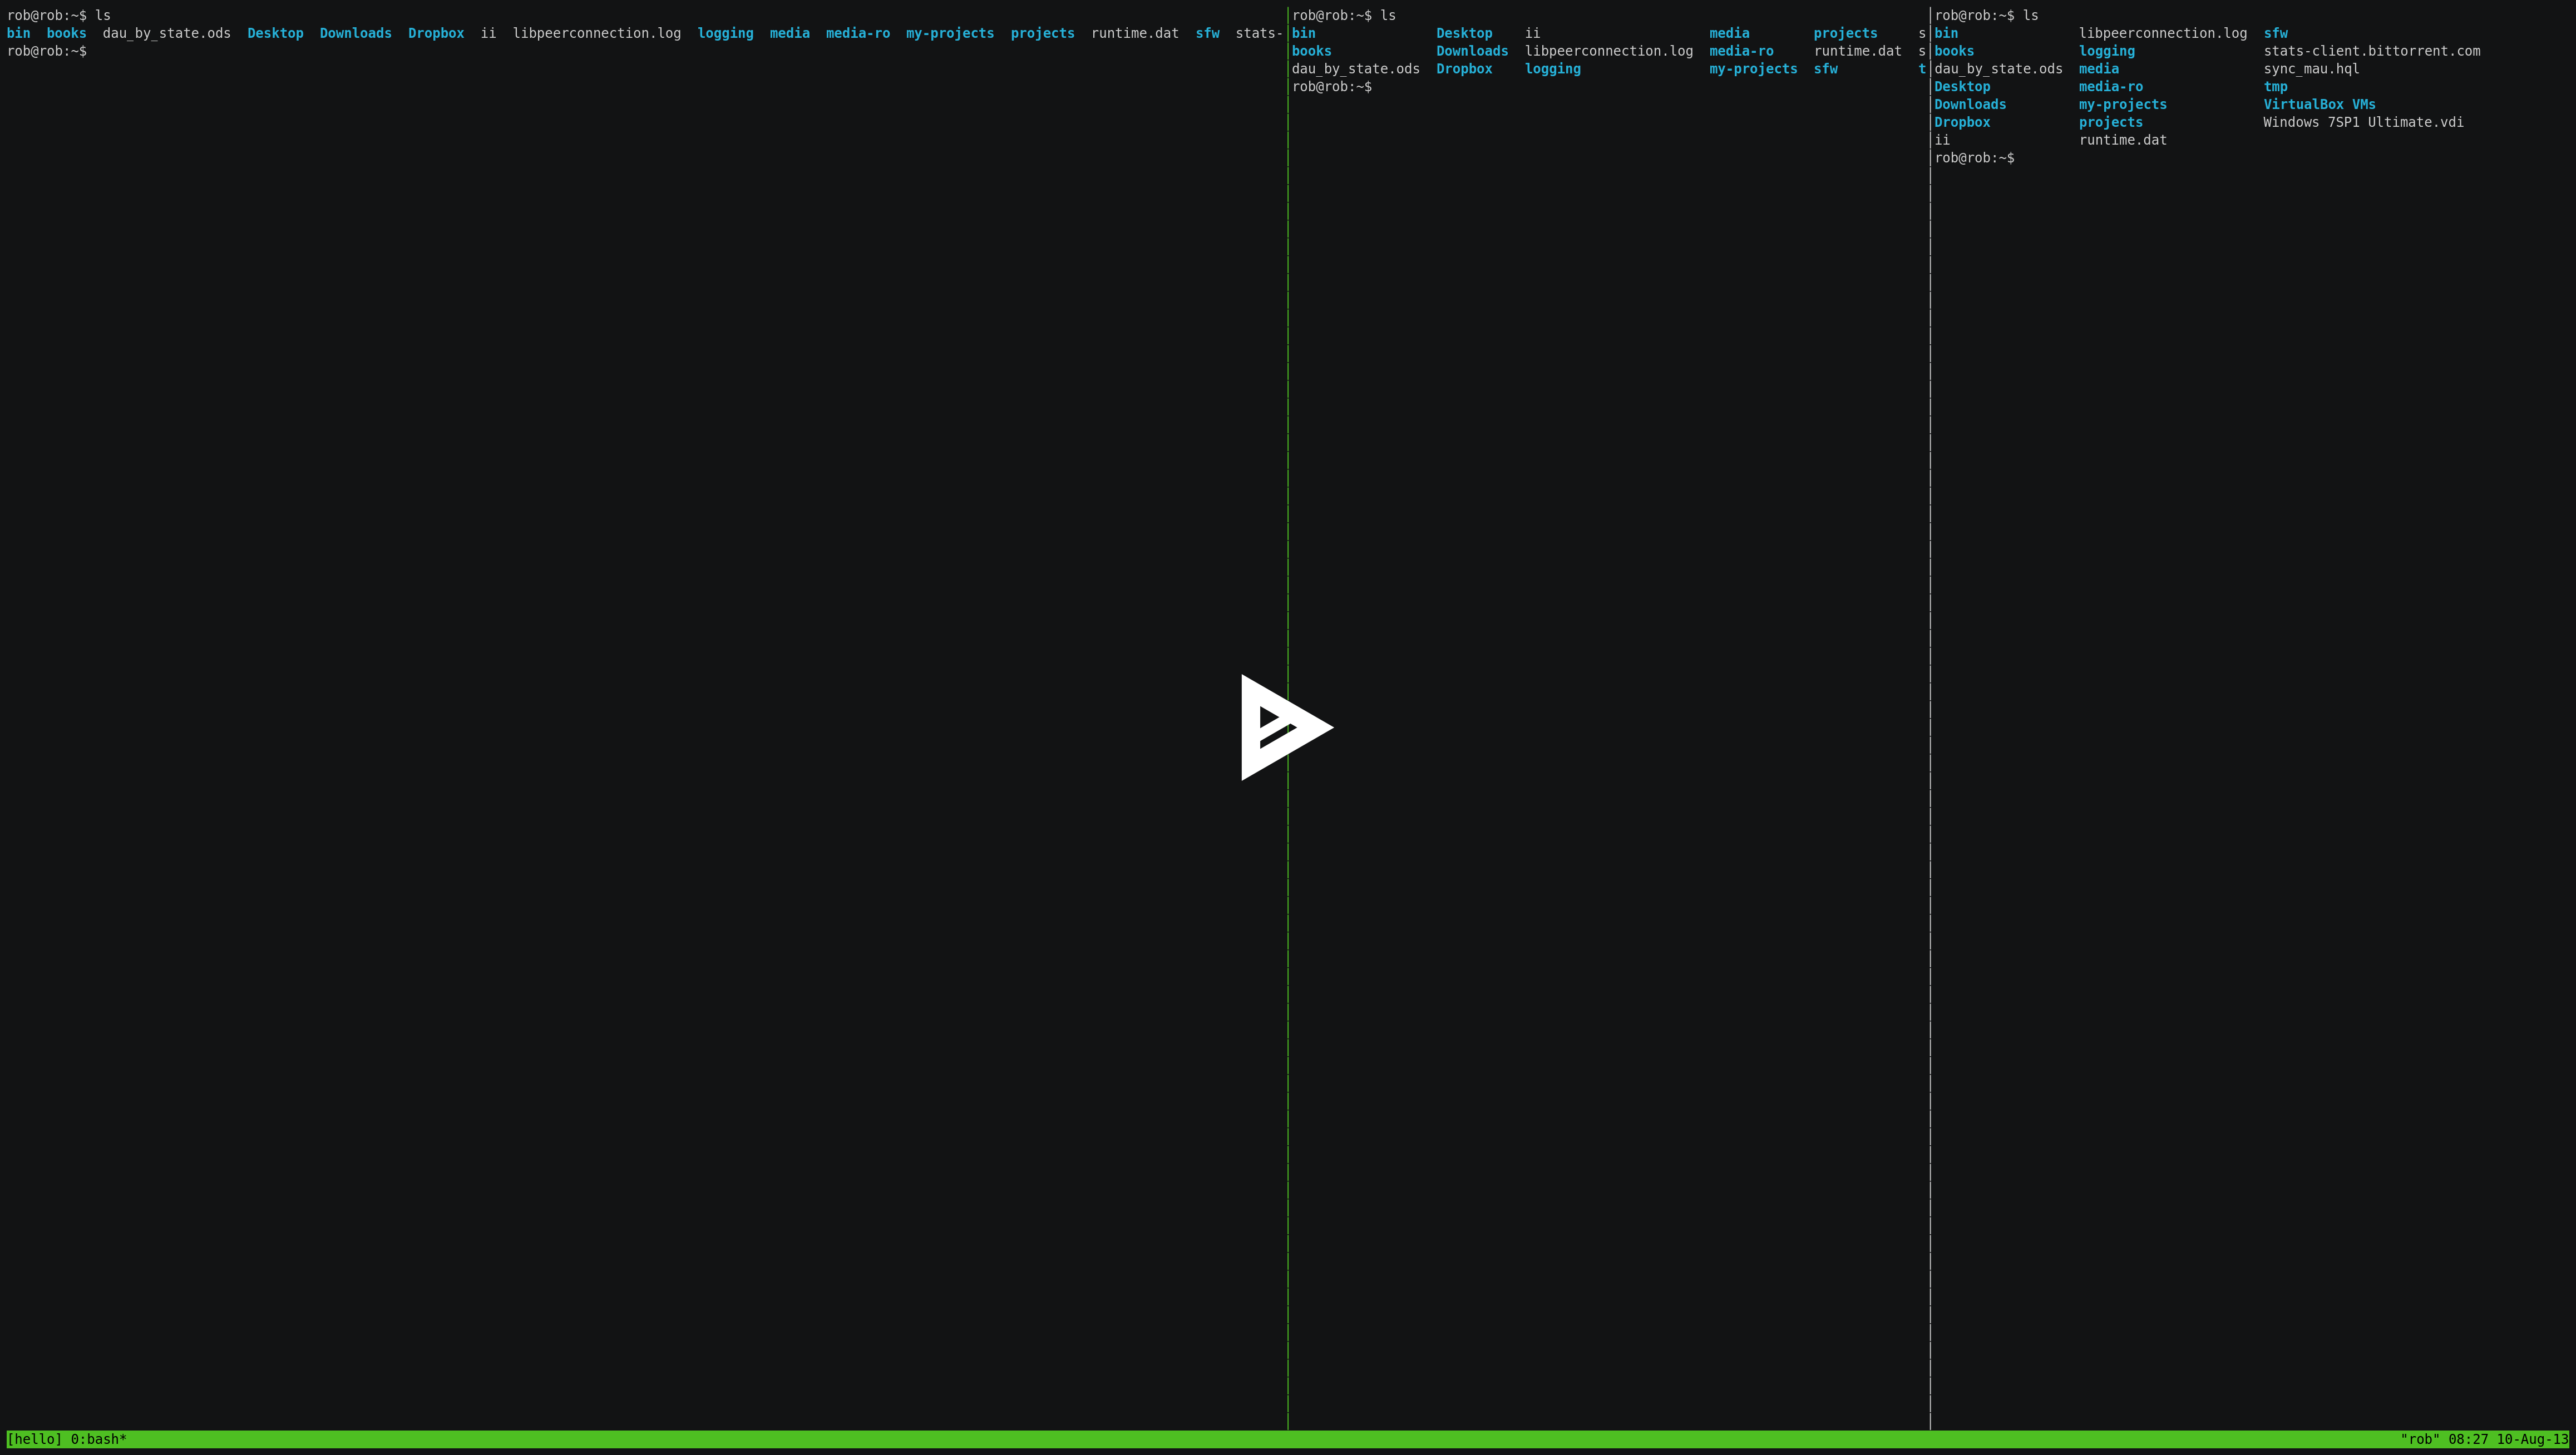 rob@rob:~$ ls
bin  books  dau_by_state.ods  Desktop  Downloads  Dropbox  ii  libpeerconnection.log  logging  media  media-ro  my-projects  projects  runtime.dat  sfw  stats-
rob@rob:~$
rob@rob:~$ ls
bin  Desktop  ii  media  projects  s
books  Downloads  libpeerconnection.log  media-ro  runtime.dat  s
dau_by_state.ods  Dropbox  logging  my-projects  sfw  t
rob@rob:~$
rob@rob:~$ ls
bin  libpeerconnection.log  sfw
books  logging  stats-client.bittorrent.com
dau_by_state.ods  media  sync_mau.hql
Desktop  media-ro  tmp
Downloads  my-projects  VirtualBox VMs
Dropbox  projects  Windows 7SP1 Ultimate.vdi
ii  runtime.dat
rob@rob:~$
[hello] 0:bash*  "rob" 08:27 10-Aug-13